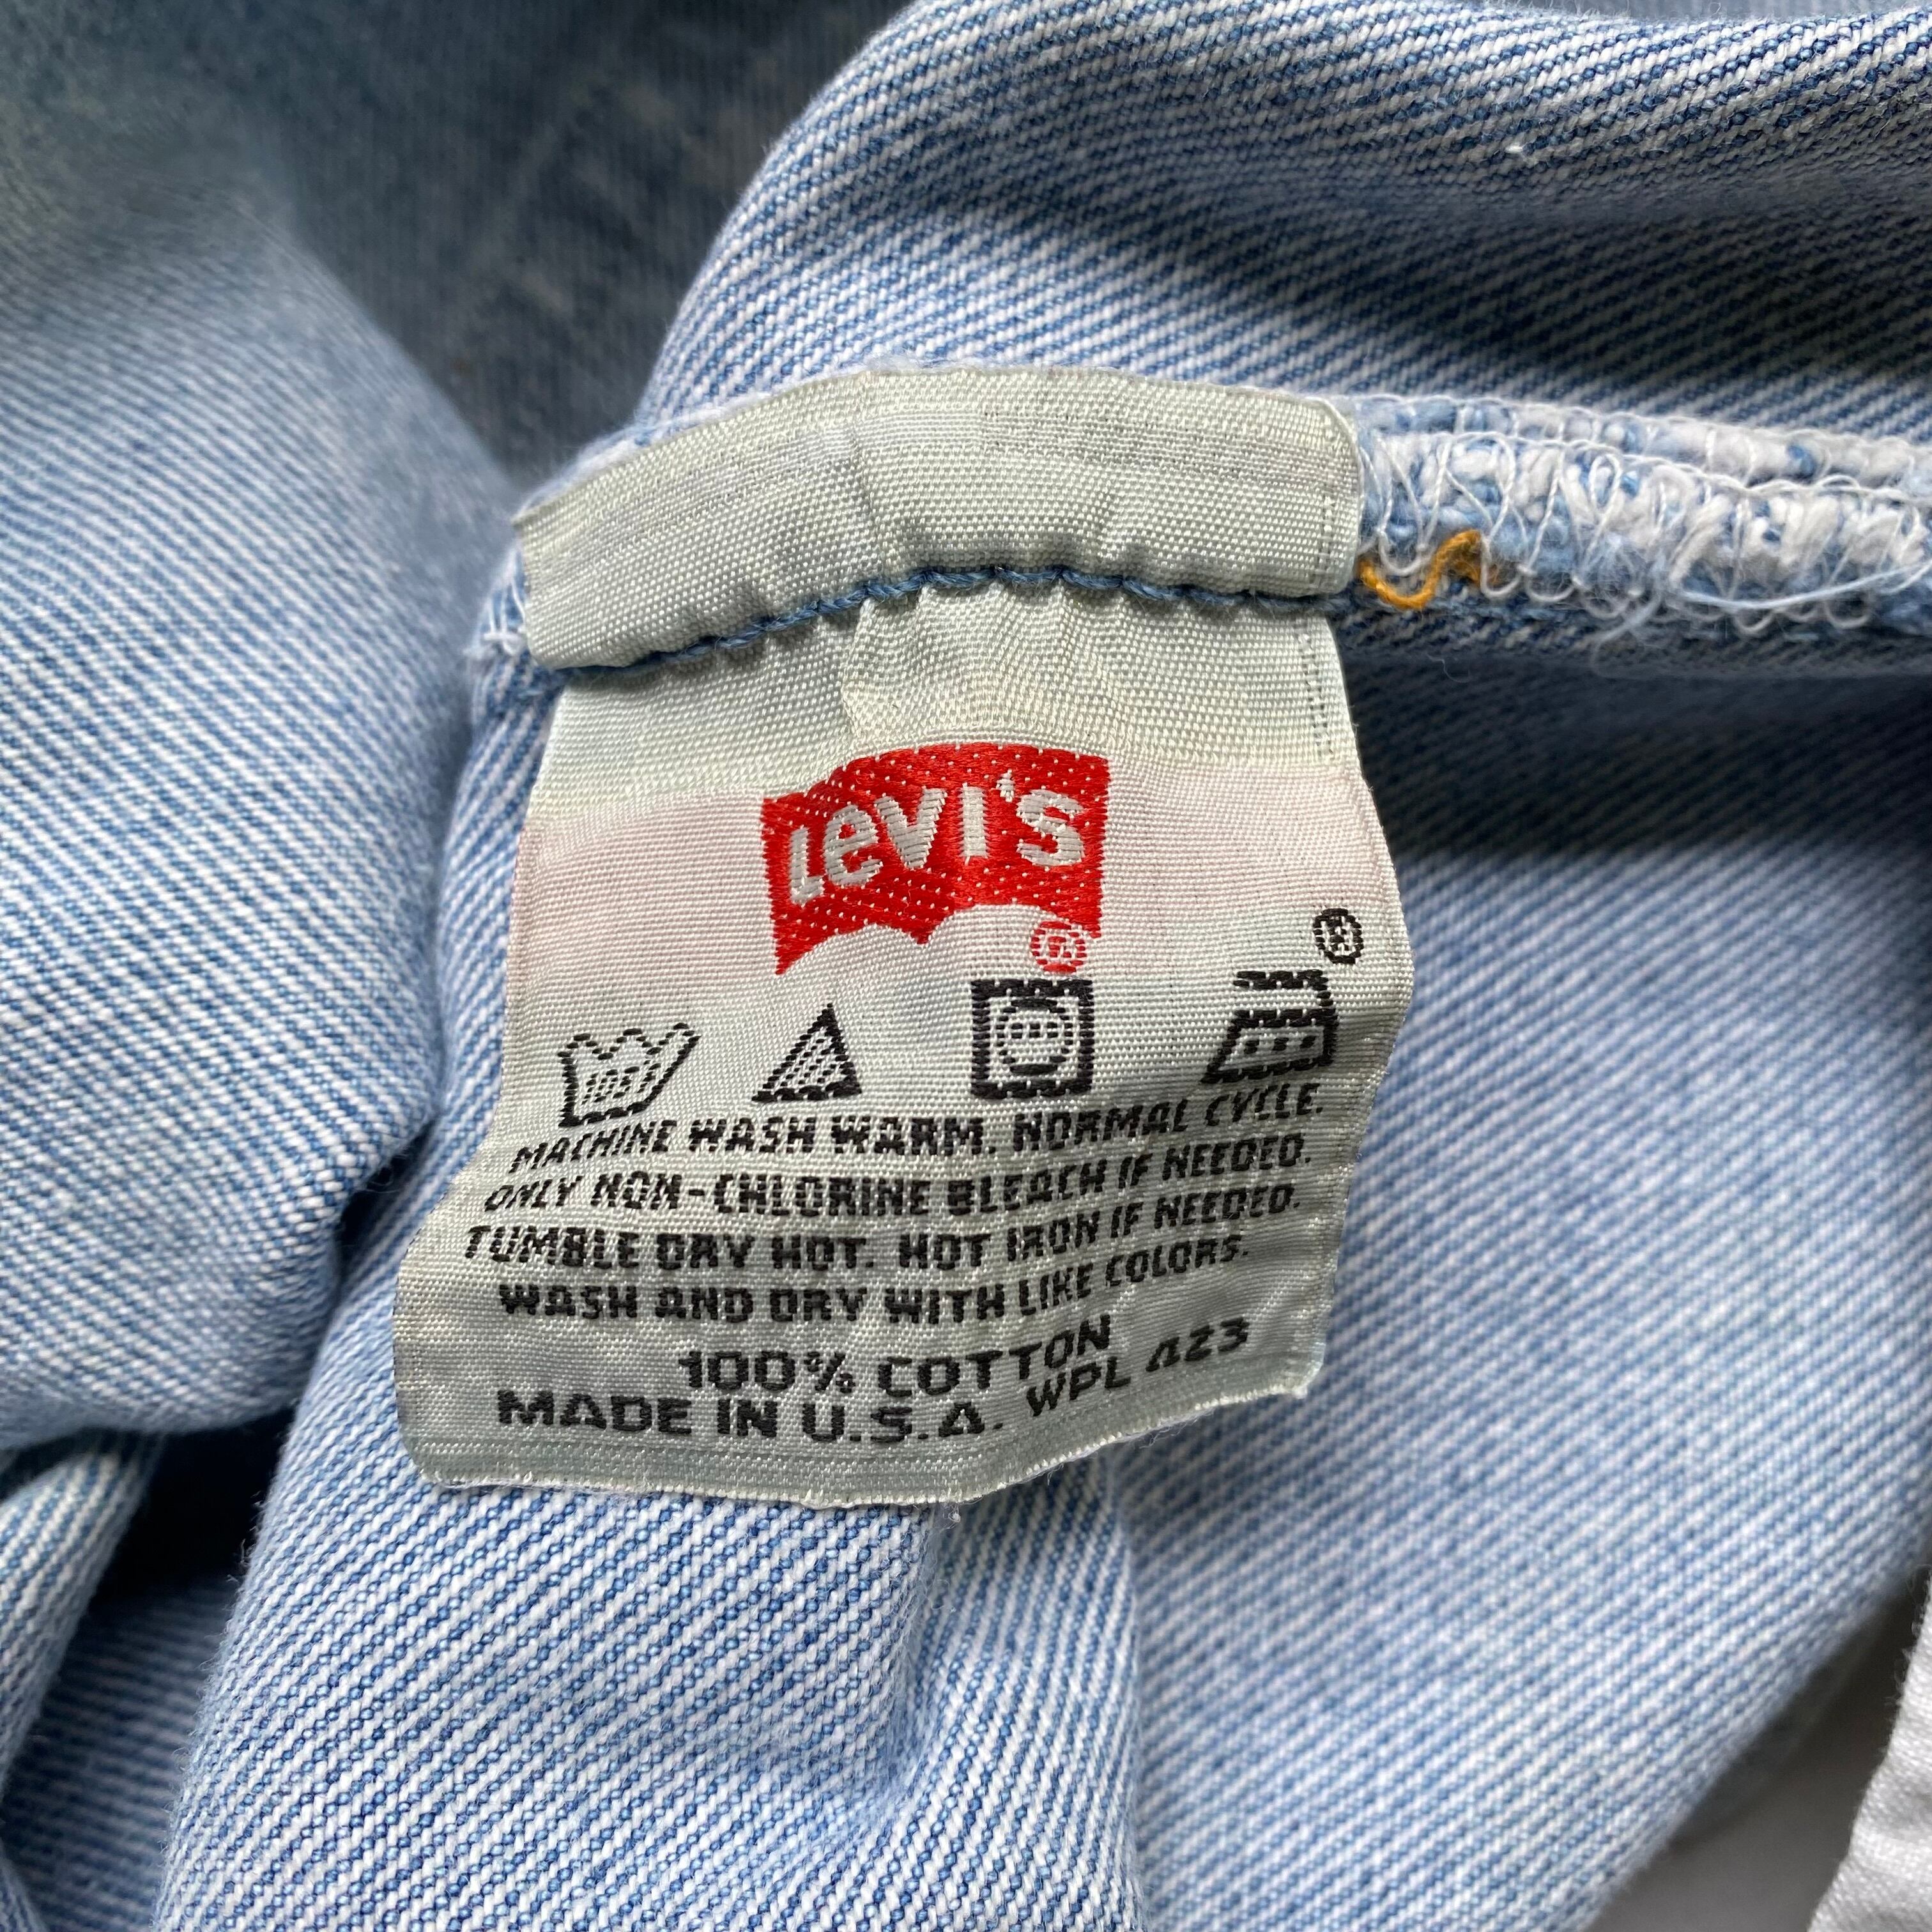 LEVI'S
®
®
105°
MACHINE WASH WARM. NORMAL CYCLE.
ONLY NON-CHLORINE BLEACH IF NEEDED.
TUMBLE DRY HOT. HOT IRON IF NEEDED.
WASH AND DRY WITH LIKE COLORS.
100% COTTON
MADE IN U.S.A. WPL 423